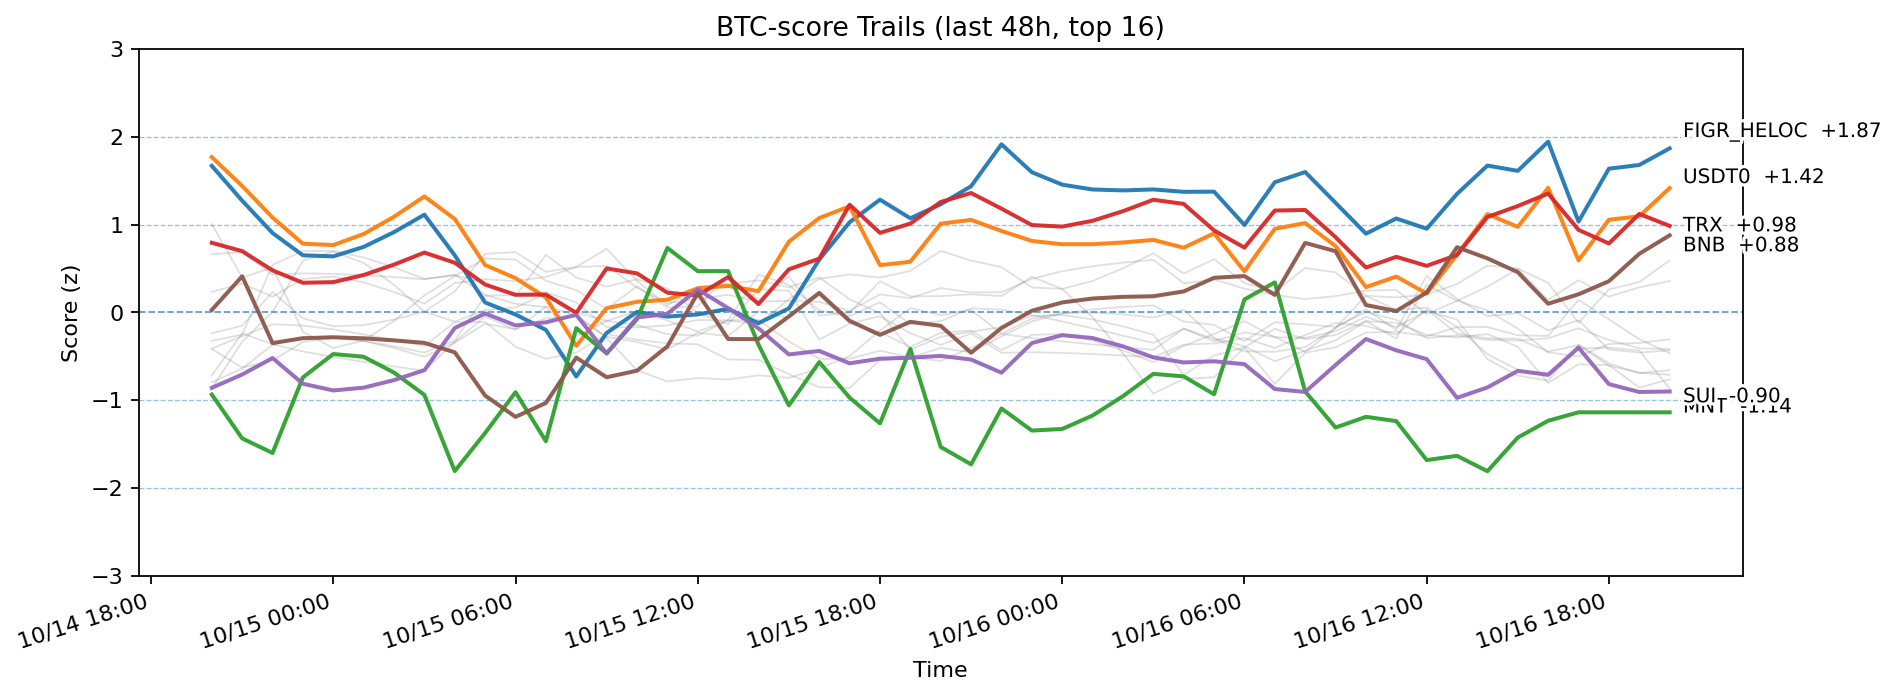 BTC-score Trails (last 48h, top 16)
3
2
1
0
−1
−2
−3
Score (z)
FIGR_HELOC +1.87
USDT0 +1.42
TRX +0.98
BNB +0.88
SUI -0.90
MNT -1.14
10/14 18:00
10/15 00:00
10/15 06:00
10/15 12:00
10/15 18:00
10/16 00:00
10/16 06:00
10/16 12:00
10/16 18:00
Time